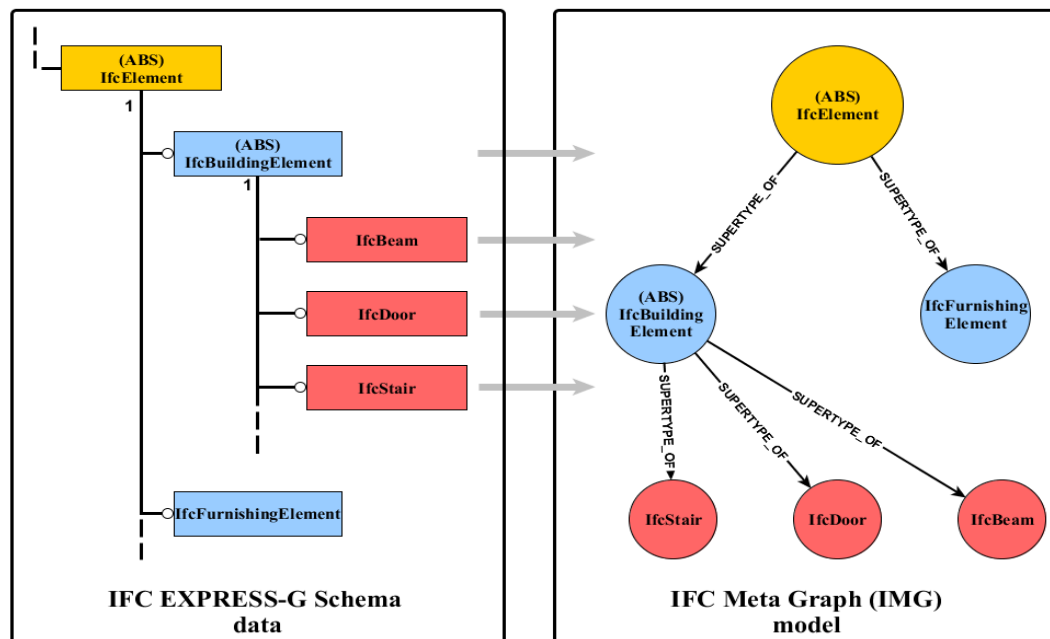 (ABS)
IfcElement
1
(ABS)
IfcBuildingElement
1
IfcBeam
IfcDoor
IfcStair
IfcFurnishingElement
IFC EXPRESS-G Schema
data
(ABS)
IfcElement
SUPERTYPE_OF
SUPERTYPE_OF
(ABS)
IfcBuilding
Element
IfcFurnishing
Element
SUPERTYPE_OF
SUPERTYPE_OF
SUPERTYPE_OF
IfcStair
IfcDoor
IfcBeam
IFC Meta Graph (IMG)
model